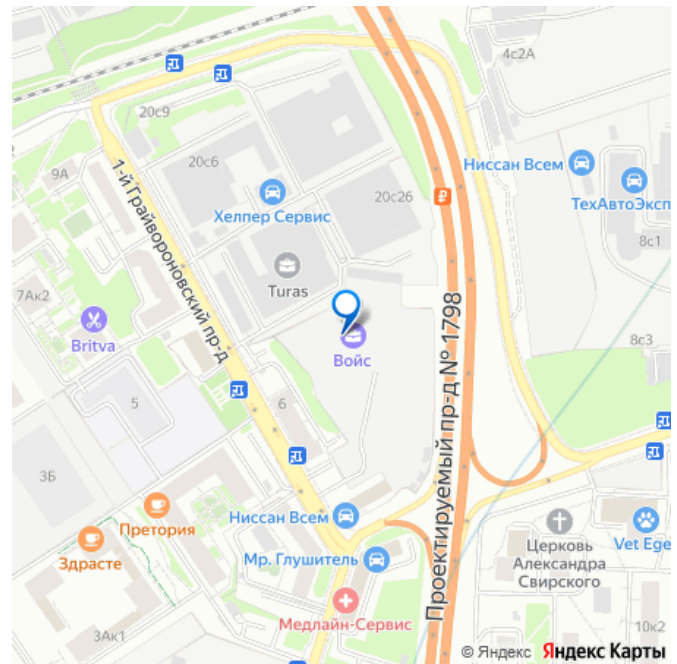 4с2А
20с9
9А
20с6
Ниссан Всем
ТехАвтоЭксп
Хелпер Сервис
20с26
₽
8с1
1-й Грайвороновский пр-д
Turas
7Ак2
Britva
Войс
Проектируемый пр-д № 1798
8с3
5
6
3Б
Претория
Ниссан Всем
Здрасте
Мр. Глушитель
Церковь
Александра
Свирского
Vet Ege
Медлайн-Сервис
10к2
3Ак1
© Яндекс Яндекс Карты